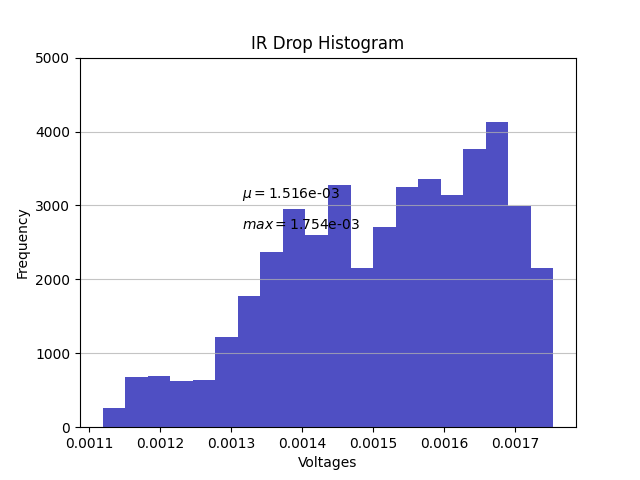 IR Drop Histogram
5000
4000
3000
2000
1000
0
Frequency
μ = 1.516e-03
max = 1.754e-03
0.0011 0.0012 0.0013 0.0014 0.0015 0.0016 0.0017
Voltages